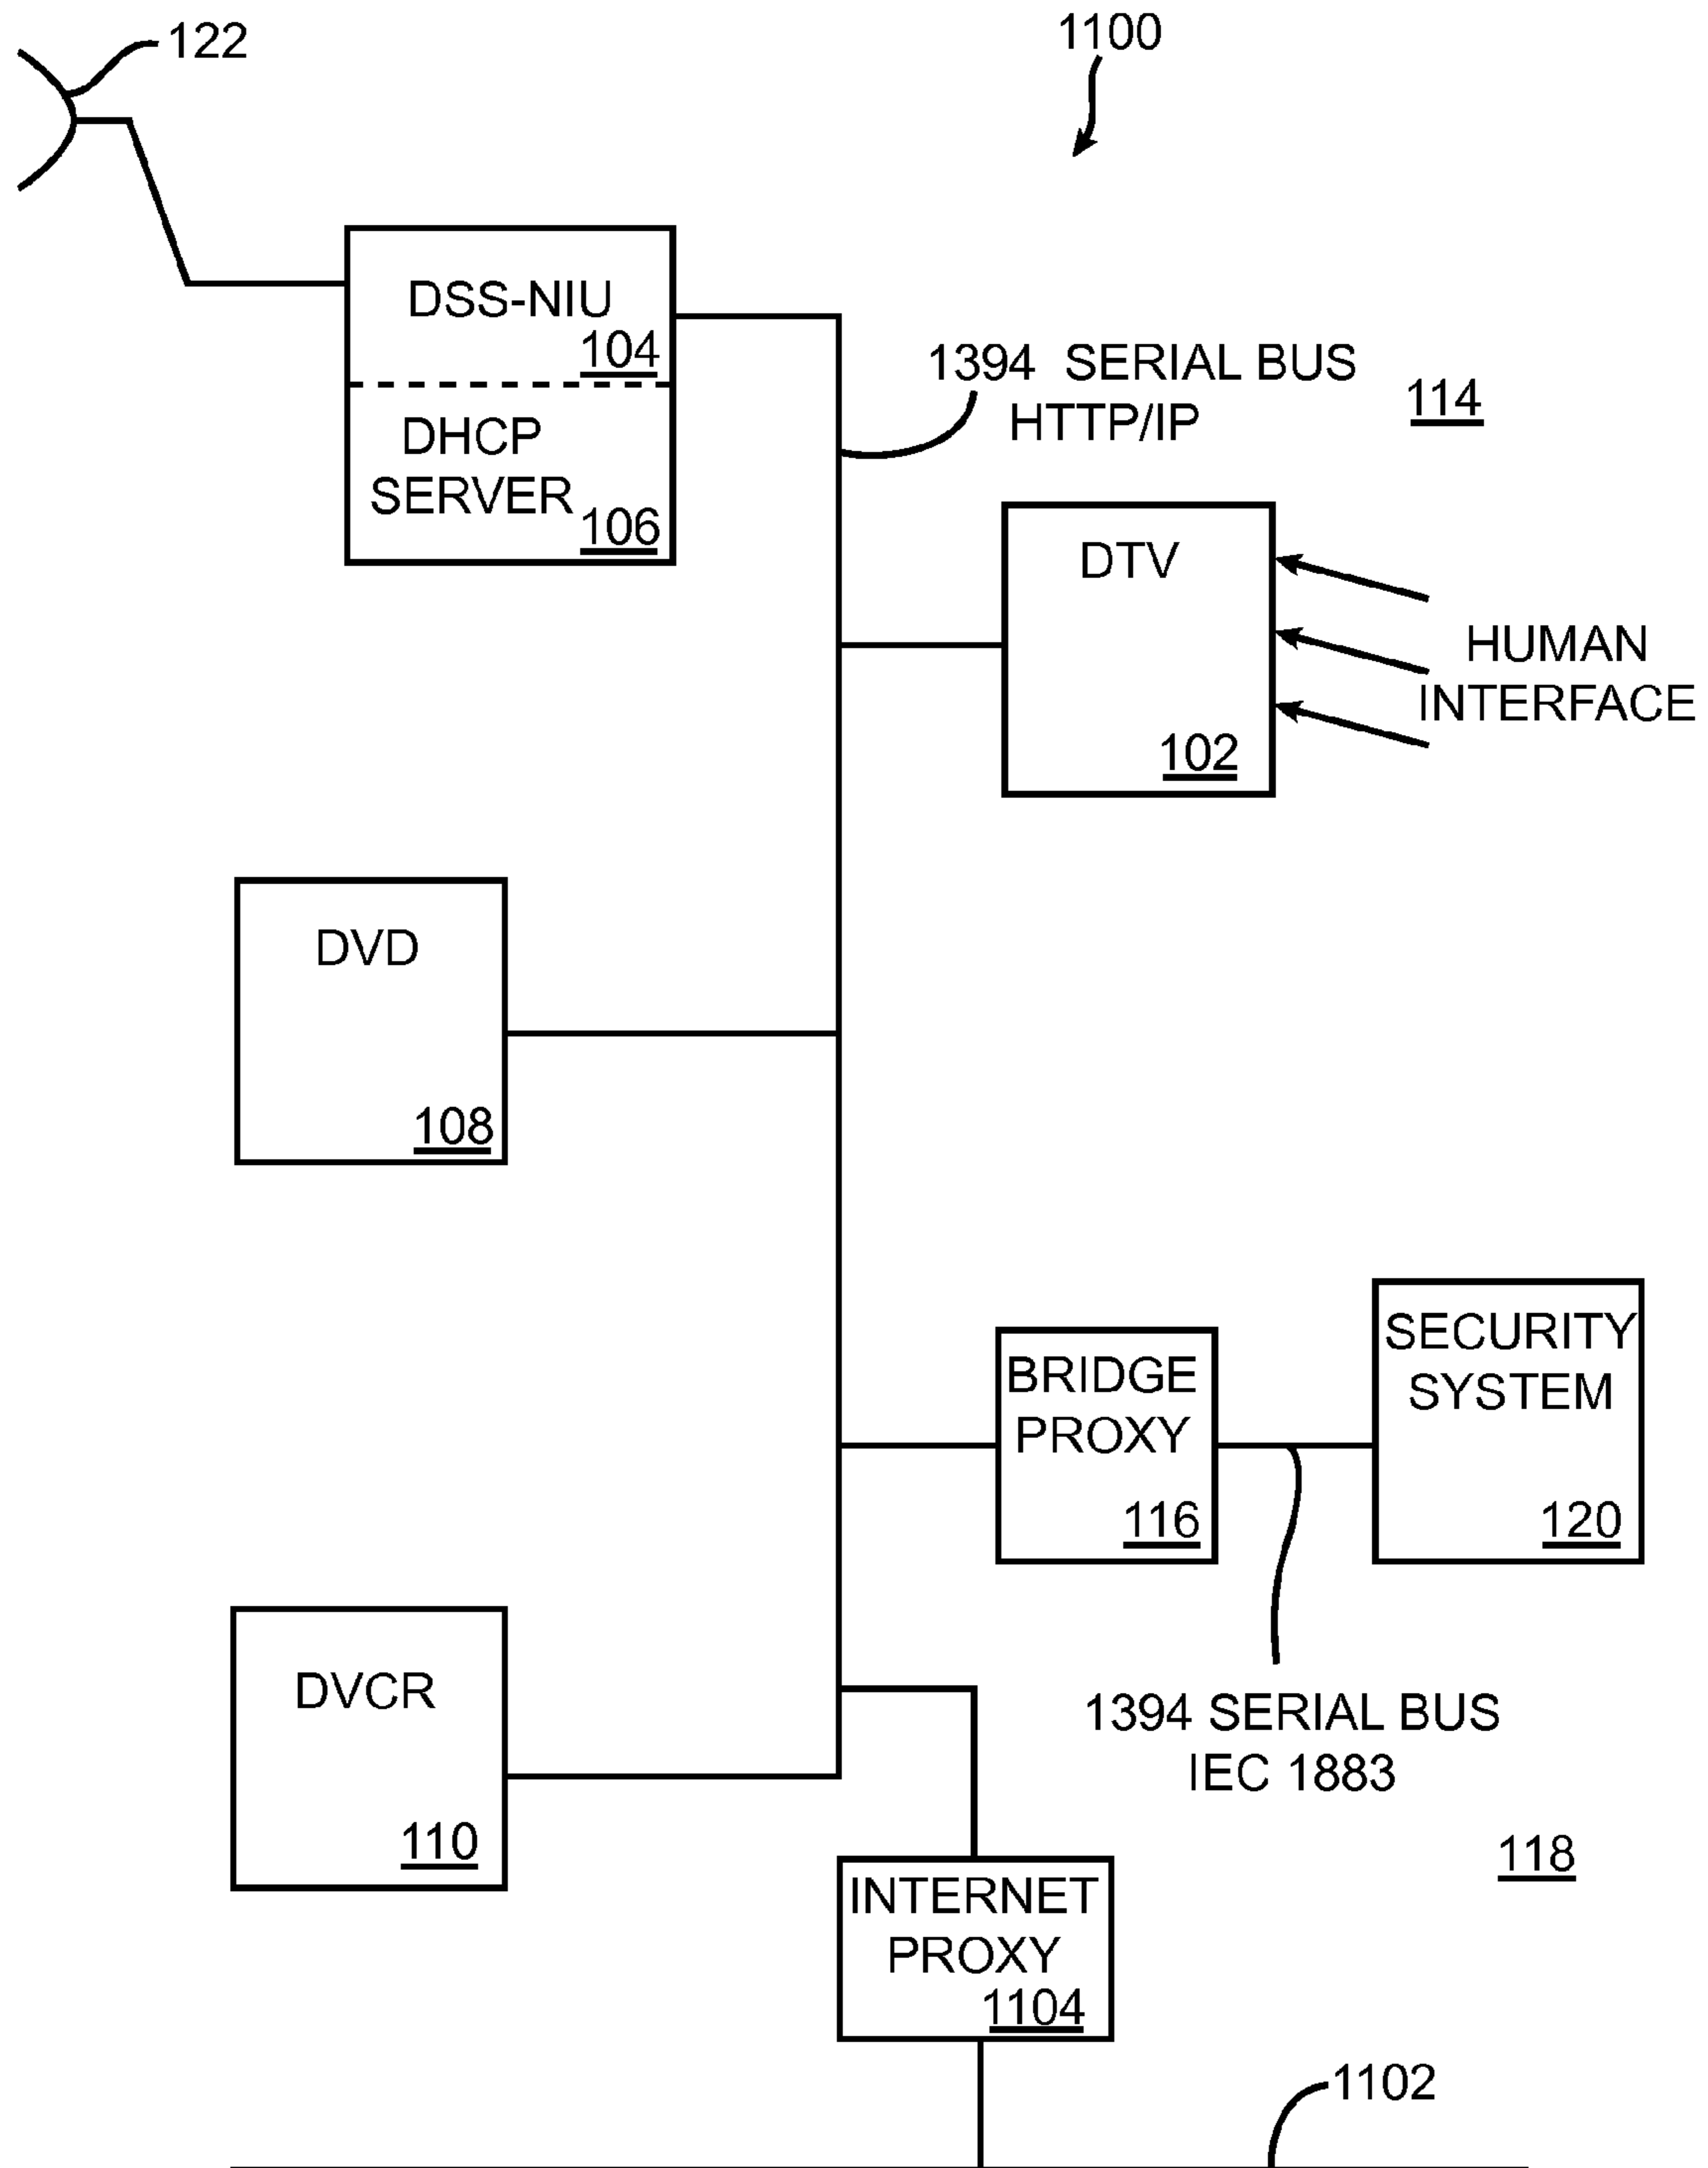 122
1100
DSS-NIU
104
DHCP
SERVER
106
1394 SERIAL BUS
HTTP/IP
114
DTV
102
HUMAN
INTERFACE
DVD
108
BRIDGE
PROXY
116
SECURITY
SYSTEM
120
1394 SERIAL BUS
IEC 1883
118
DVCR
110
INTERNET
PROXY
1104
1102